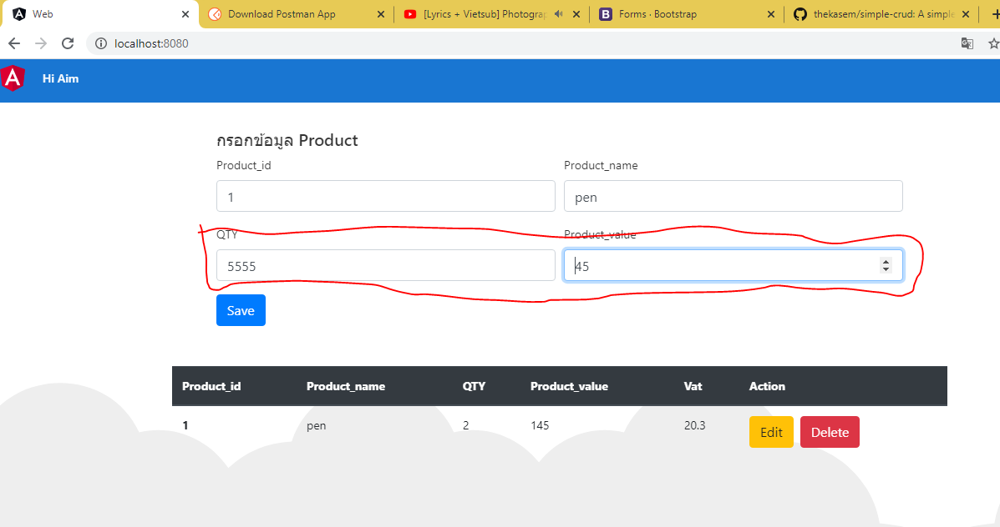 Web
Download Postman App
[Lyrics + Vietsub] Photograp
Forms · Bootstrap
thekasem/simple-crud: A simple
localhost:8080
Hi Aim
กรอกข้อมูล Product
Product_id
Product_name
1
pen
QTY
Product_value
5555
45
Save
Product_id
Product_name
QTY
Product_value
Vat
Action
1
pen
2
145
20.3
Edit
Delete